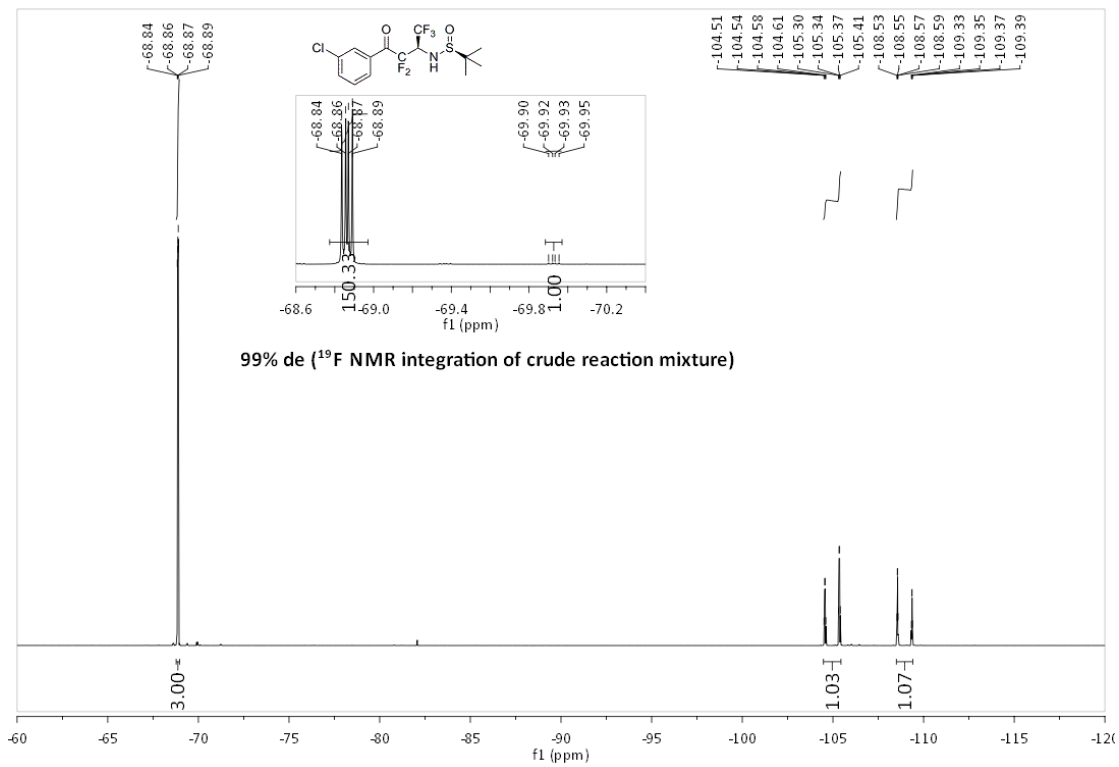 -68.84
-68.86
-68.87
-68.89
Cl
O
F2
CF3
N
H
O
S
-104.51
-104.54
-104.58
-104.61
-105.30
-105.34
-105.37
-105.41
-108.53
-108.55
-108.57
-108.59
-109.33
-109.35
-109.37
-109.39
-68.84
-68.86
-68.87
-68.89
-69.90
-69.92
-69.93
-69.95
150.33
1.00
-68.6 -69.0 -69.4 -69.8 -70.2
f1 (ppm)
99% de (19F NMR integration of crude reaction mixture)
3.00
1.03
1.07
-60 -65 -70 -75 -80 -85 -90 -95 -100 -105 -110 -115 -120
f1 (ppm)